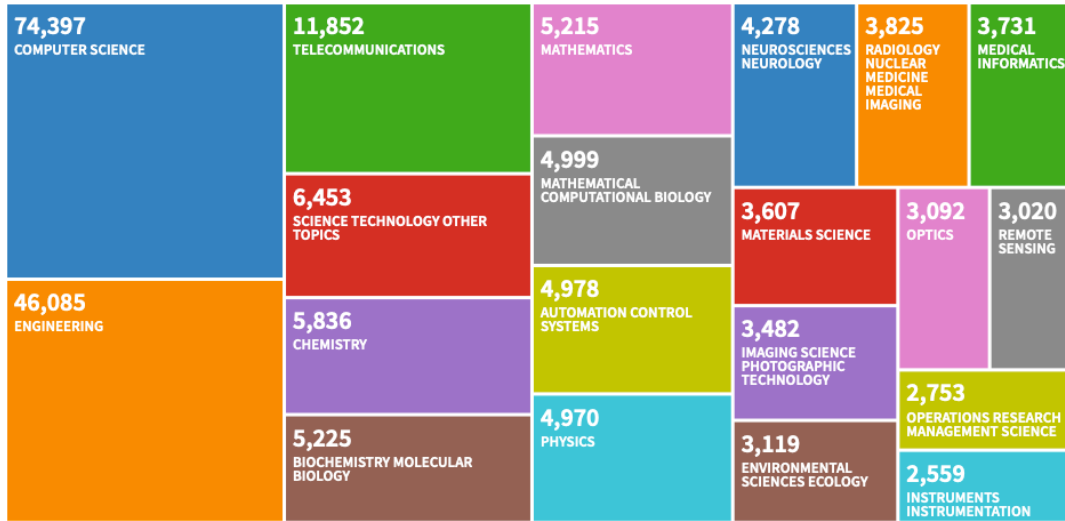 74,397
COMPUTER SCIENCE
46,085
ENGINEERING
11,852
TELECOMMUNICATIONS
6,453
SCIENCE TECHNOLOGY OTHER
TOPICS
5,836
CHEMISTRY
5,225
BIOCHEMISTRY MOLECULAR
BIOLOGY
5,215
MATHEMATICS
4,999
MATHEMATICAL
COMPUTATIONAL BIOLOGY
4,978
AUTOMATION CONTROL
SYSTEMS
4,970
PHYSICS
4,278
NEUROSCIENCES
NEUROLOGY
3,825
RADIOLOGY
NUCLEAR
MEDICINE
MEDICAL
IMAGING
3,731
MEDICAL
INFORMATICS
3,607
MATERIALS SCIENCE
3,482
IMAGING SCIENCE
PHOTOGRAPHIC
TECHNOLOGY
3,119
ENVIRONMENTAL
SCIENCES ECOLOGY
3,092
OPTICS
3,020
REMOTE
SENSING
2,753
OPERATIONS RESEARCH
MANAGEMENT SCIENCE
2,559
INSTRUMENTS
INSTRUMENTATION